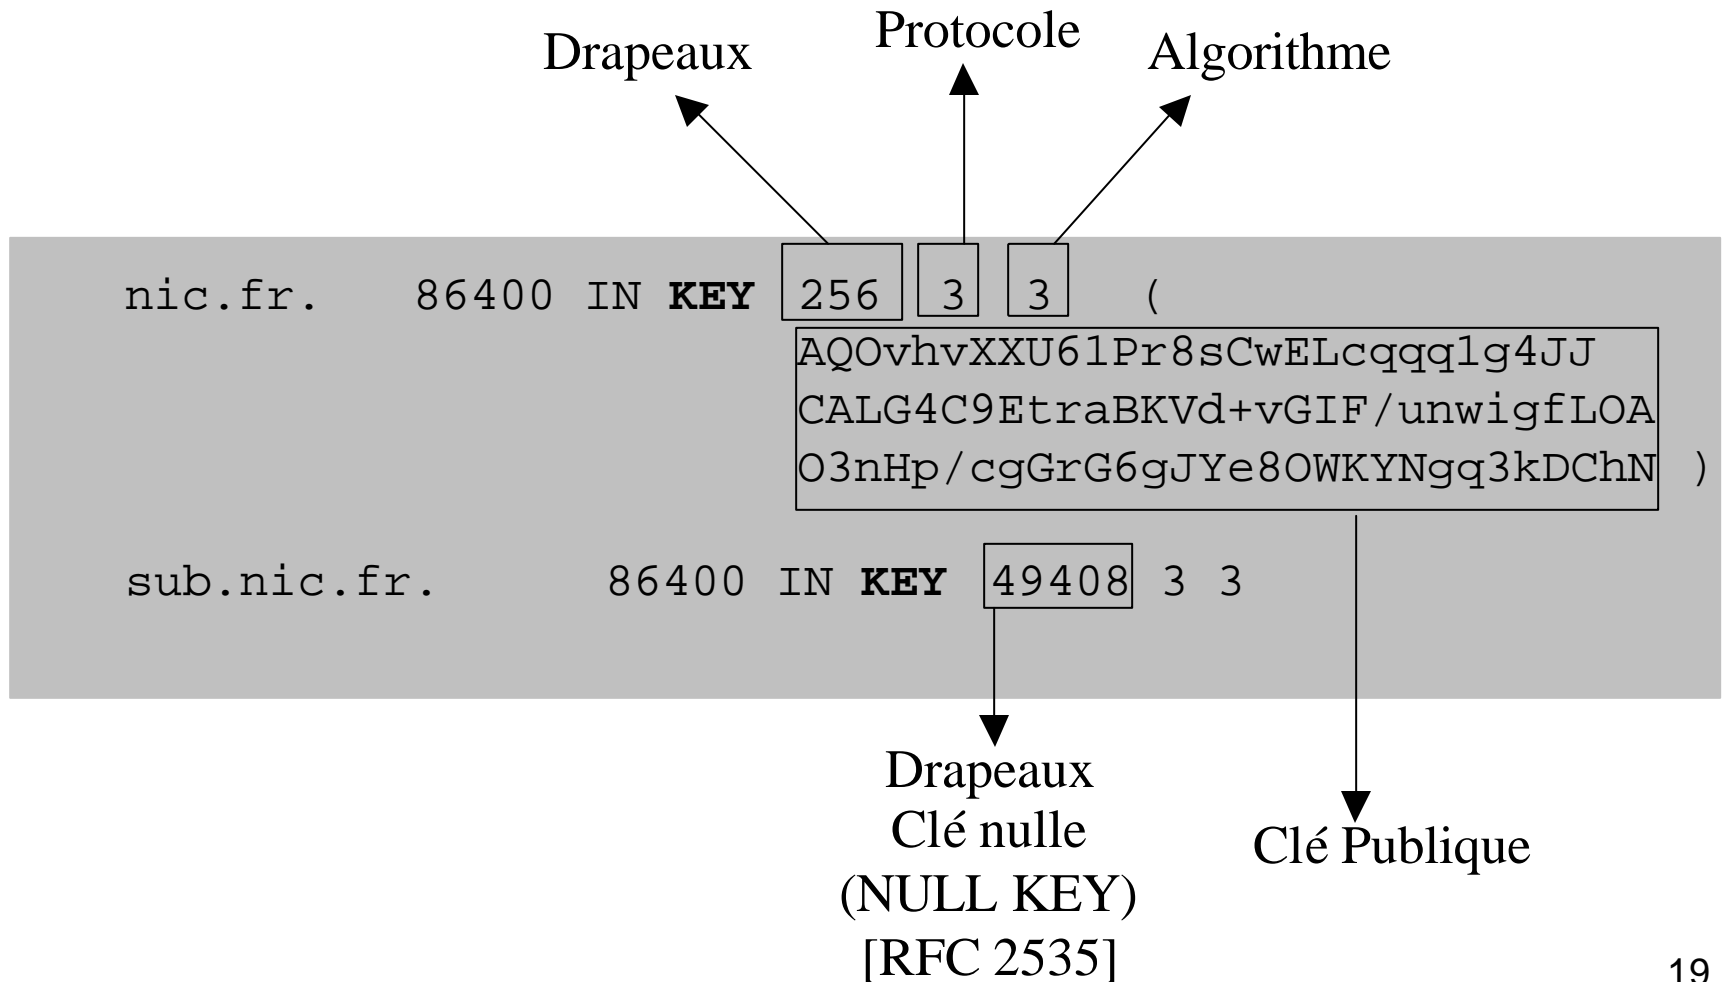 Drapeaux Protocole Algorithme
nic.fr. 86400 IN KEY 256 3 3 (
AQOvhvXXU61Pr8sCwELcqqq1g4JJ
CALG4C9EtraBKVd+vGIF/unwigfLOA
O3nHp/cgGrG6gJYe8OWKYNgq3kDChN )
sub.nic.fr. 86400 IN KEY 49408 3 3
Drapeaux
Clé nulle
(NULL KEY)
[RFC 2535]
Clé Publique
19